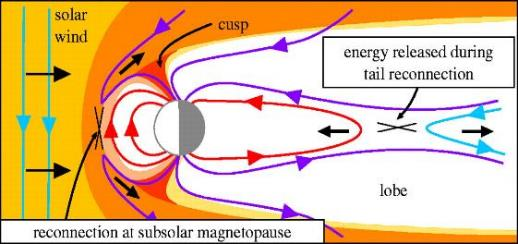 solar
wind
cusp
energy released during
tail reconnection
lobe
reconnection at subsolar magnetopause